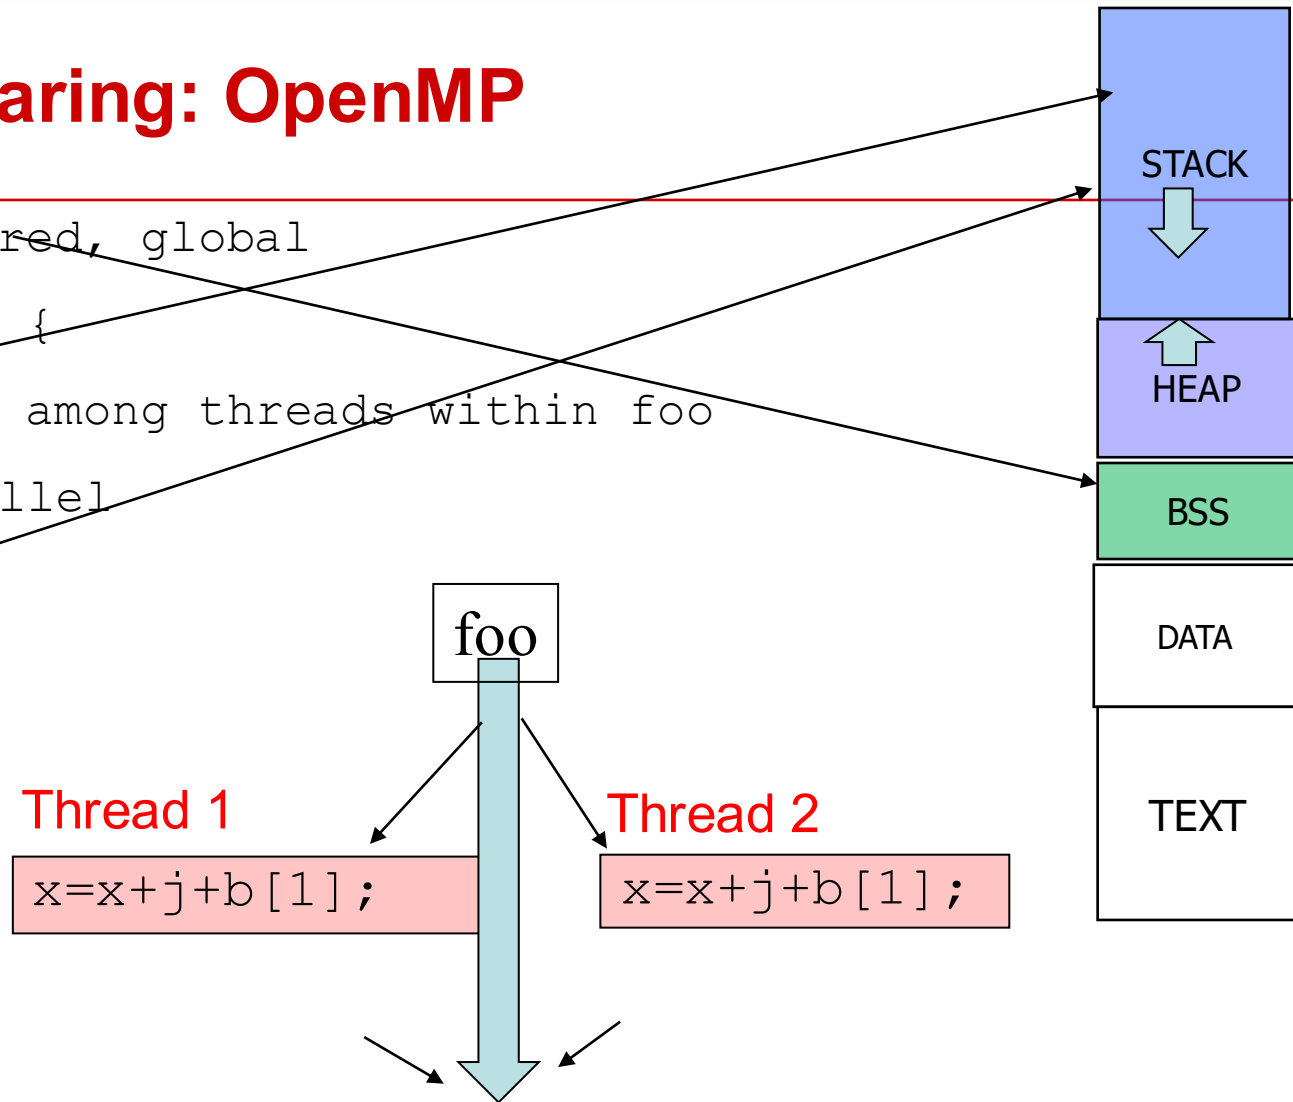 aring: OpenMP
red, global
{
among threads within foo
llel
foo
Thread 1
Thread 2
x=x+j+b[1];
x=x+j+b[1];
STACK
HEAP
BSS
DATA
TEXT